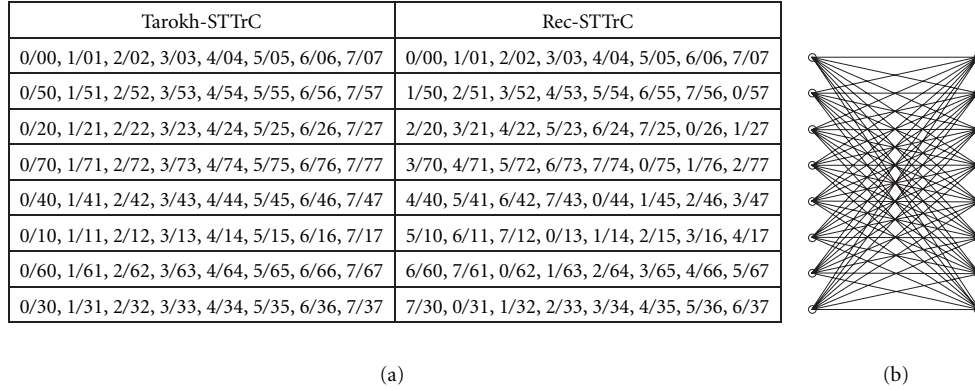 Tarokh-STTrC Rec-STTrC
0/00, 1/01, 2/02, 3/03, 4/04, 5/05, 6/06, 7/07 0/00, 1/01, 2/02, 3/03, 4/04, 5/05, 6/06, 7/07
0/50, 1/51, 2/52, 3/53, 4/54, 5/55, 6/56, 7/57 1/50, 2/51, 3/52, 4/53, 5/54, 6/55, 7/56, 0/57
0/20, 1/21, 2/22, 3/23, 4/24, 5/25, 6/26, 7/27 2/20, 3/21, 4/22, 5/23, 6/24, 7/25, 0/26, 1/27
0/70, 1/71, 2/72, 3/73, 4/74, 5/75, 6/76, 7/77 3/70, 4/71, 5/72, 6/73, 7/74, 0/75, 1/76, 2/77
0/40, 1/41, 2/42, 3/43, 4/44, 5/45, 6/46, 7/47 4/40, 5/41, 6/42, 7/43, 0/44, 1/45, 2/46, 3/47
0/10, 1/11, 2/12, 3/13, 4/14, 5/15, 6/16, 7/17 5/10, 6/11, 7/12, 0/13, 1/14, 2/15, 3/16, 4/17
0/60, 1/61, 2/62, 3/63, 4/64, 5/65, 6/66, 7/67 6/60, 7/61, 0/62, 1/63, 2/64, 3/65, 4/66, 5/67
0/30, 1/31, 2/32, 3/33, 4/34, 5/35, 6/36, 7/37 7/30, 0/31, 1/32, 2/33, 3/34, 4/35, 5/36, 6/37
(a) (b)